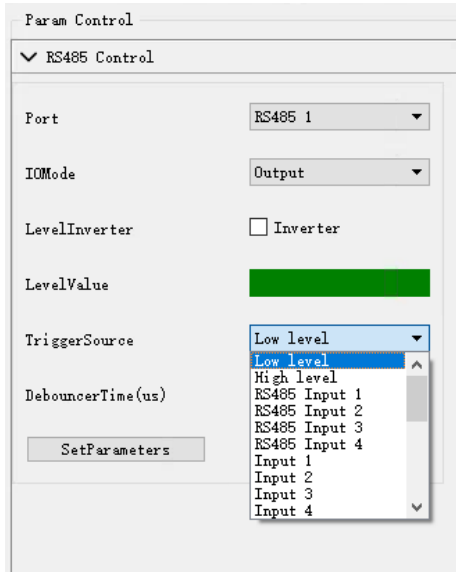 Param Control
RS485 Control
Port
RS485 1
IOMode
Output
LevelInverter
Inverter
LevelValue
TriggerSource
Low level
Low level
High level
RS485 Input 1
RS485 Input 2
RS485 Input 3
RS485 Input 4
Input 1
Input 2
Input 3
Input 4
DebouncerTime(us)
SetParameters